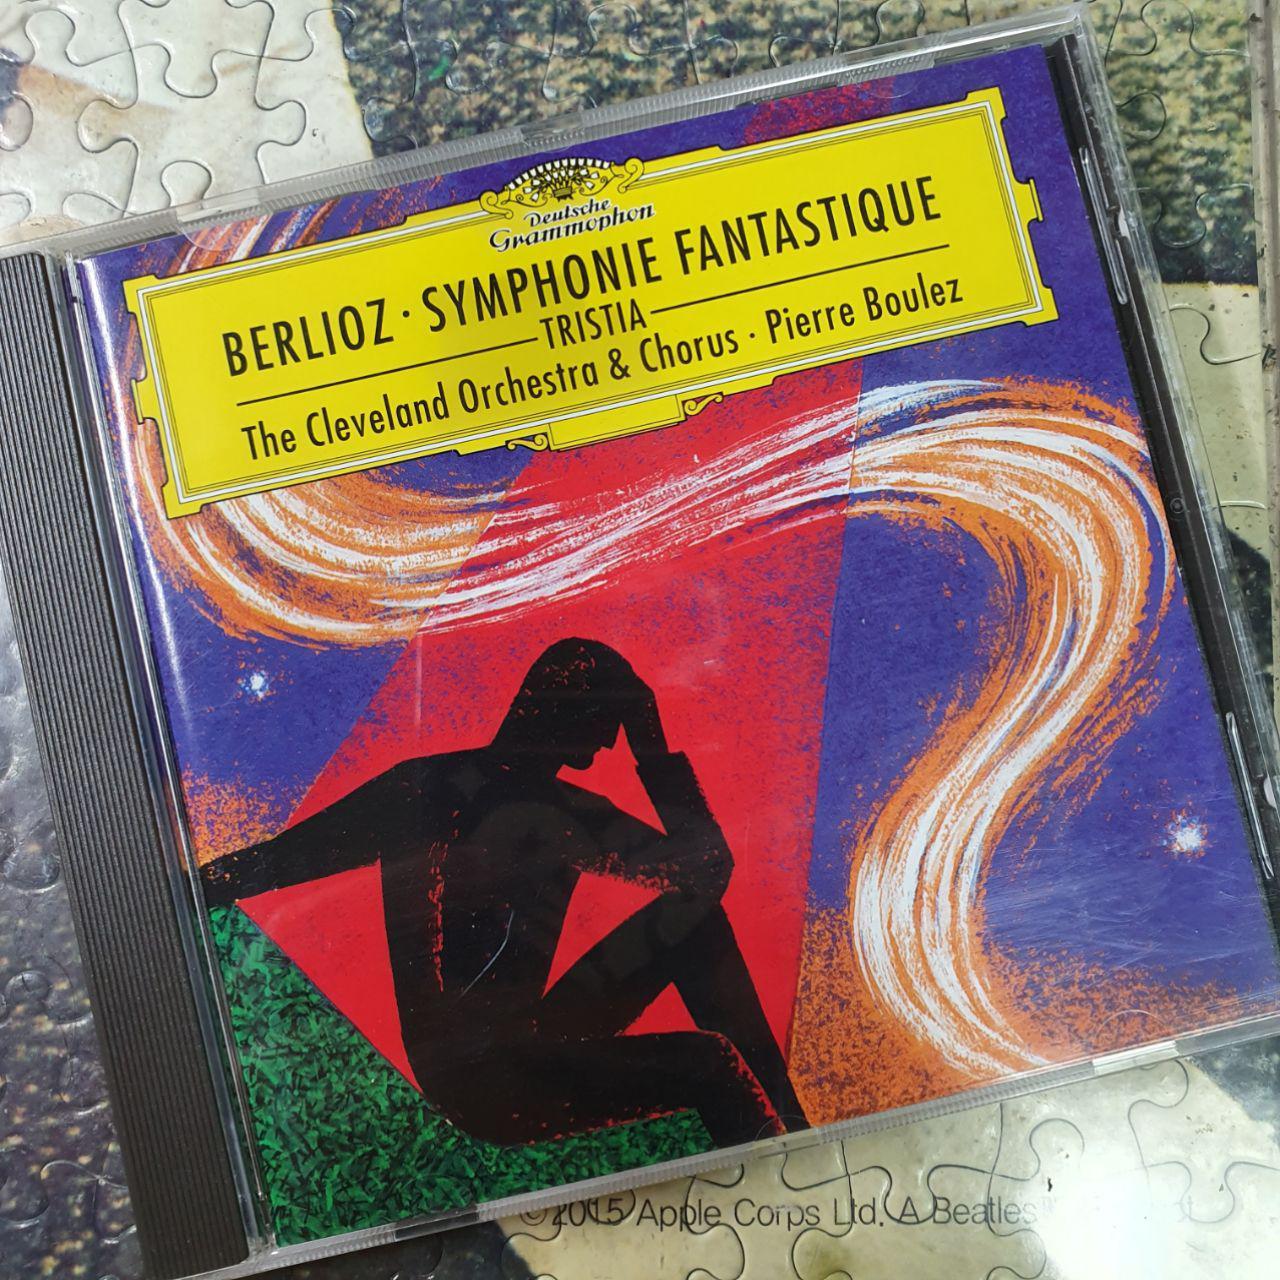 Deutsche
Grammophon
BERLIOZ · SYMPHONIE FANTASTIQUE
TRISTIA
The Cleveland Orchestra & Chorus · Pierre Boulez
©2015 Apple Corps Ltd. A Beatles